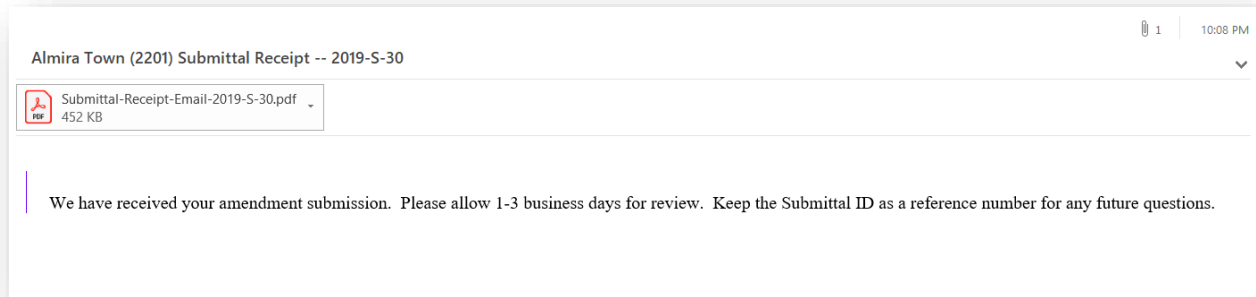 1 10:08 PM
Almira Town (2201) Submittal Receipt -- 2019-S-30
Submittal-Receipt-Email-2019-S-30.pdf
PDF 452 KB
We have received your amendment submission.  Please allow 1-3 business days for review.  Keep the Submittal ID as a reference number for any future questions.